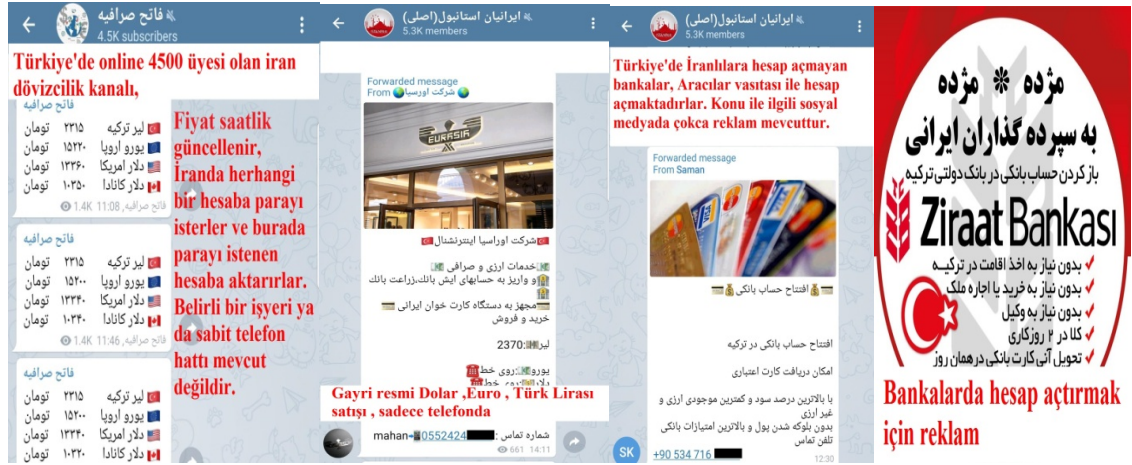 فاتح صرافیه
4.5K subscribers
Türkiye'de online 4500 üyesi olan iran
dövizcilik kanalı,
فاتح صرافیه
لیر ترکیه ۲۳۱۵ تومان
یورو اروپا ۱۵۲۰۰ تومان
دلار امریکا ۱۳۳۶۰ تومان
دلار کانادا ۱۰۳۵۰ تومان
فاتح صرافیه, 11:08 1.4K
فاتح صرافیه
لیر ترکیه ۲۳۱۵ تومان
یورو اروپا ۱۵۲۰۰ تومان
دلار امریکا ۱۳۳۴۰ تومان
دلار کانادا ۱۰۳۴۰ تومان
فاتح صرافیه, 11:46 1.4K
فاتح صرافیه
لیر ترکیه ۲۳۱۵ تومان
یورو اروپا ۱۵۲۰۰ تومان
دلار امریکا ۱۳۳۴۰ تومان
دلار کانادا ۱۰۳۲۰ تومان
Fiyat saatlik
güncellenir,
İranda herhangi
bir hesaba parayı
isterler ve burada
parayı istenen
hesaba aktarırlar.
Belirli bir işyeri ya
da sabit telefon
hattı mevcut
değildir.
ایرانیان استانبول(اصلی)
5.3K members
Forwarded message
From شرکت اورسیا
EURASIA
شرکت اوراسیا اینترنشنال
خدمات ارزی و صرافی
و واریز به حسابهای ایش بانك,زراعت بانك
مجهز به دستگاه کارت خوان ایرانی
خرید و فروش
لیر:2370
یورو:روی خط
دلار:روی خط
Gayri resmi Dolar ,Euro , Türk Lirası
satışı , sadece telefonda
شماره تماس: mahan=0552424
661 14:11
ایرانیان استانبول(اصلی)
5.3K members
Türkiye'de İranlılara hesap açmayan
bankalar, Aracılar vasıtası ile hesap
açmaktadırlar. Konu ile ilgili sosyal
medyada çokca reklam mevcuttur.
Forwarded message
From Saman
افتتاح حساب بانکی
افتتاح حساب بانکی در ترکیه
امکان دریافت کارت اعتباری
با بالاترین درصد سود و کمترین موجودی ارزی و
غیر ارزی
بدون بلوکه شدن پول و بالاترین امتیازات بانکی
تلفن تماس
+90 534 716
12:30
SK
مژده * مژده
به سپرده گذاران ایرانی
باز کردن حساب بانکی در بانک دولتی ترکیه
Ziraat Bankası
بدون نیاز به اخذ اقامت در ترکیه
بدون نیاز به خرید یا اجاره ملک
بدون نیاز به وکیل
کلا در ۲ روزکاری
تحویل آنی کارت بانکی در همان روز
Bankalarda hesap açtırmak
için reklam